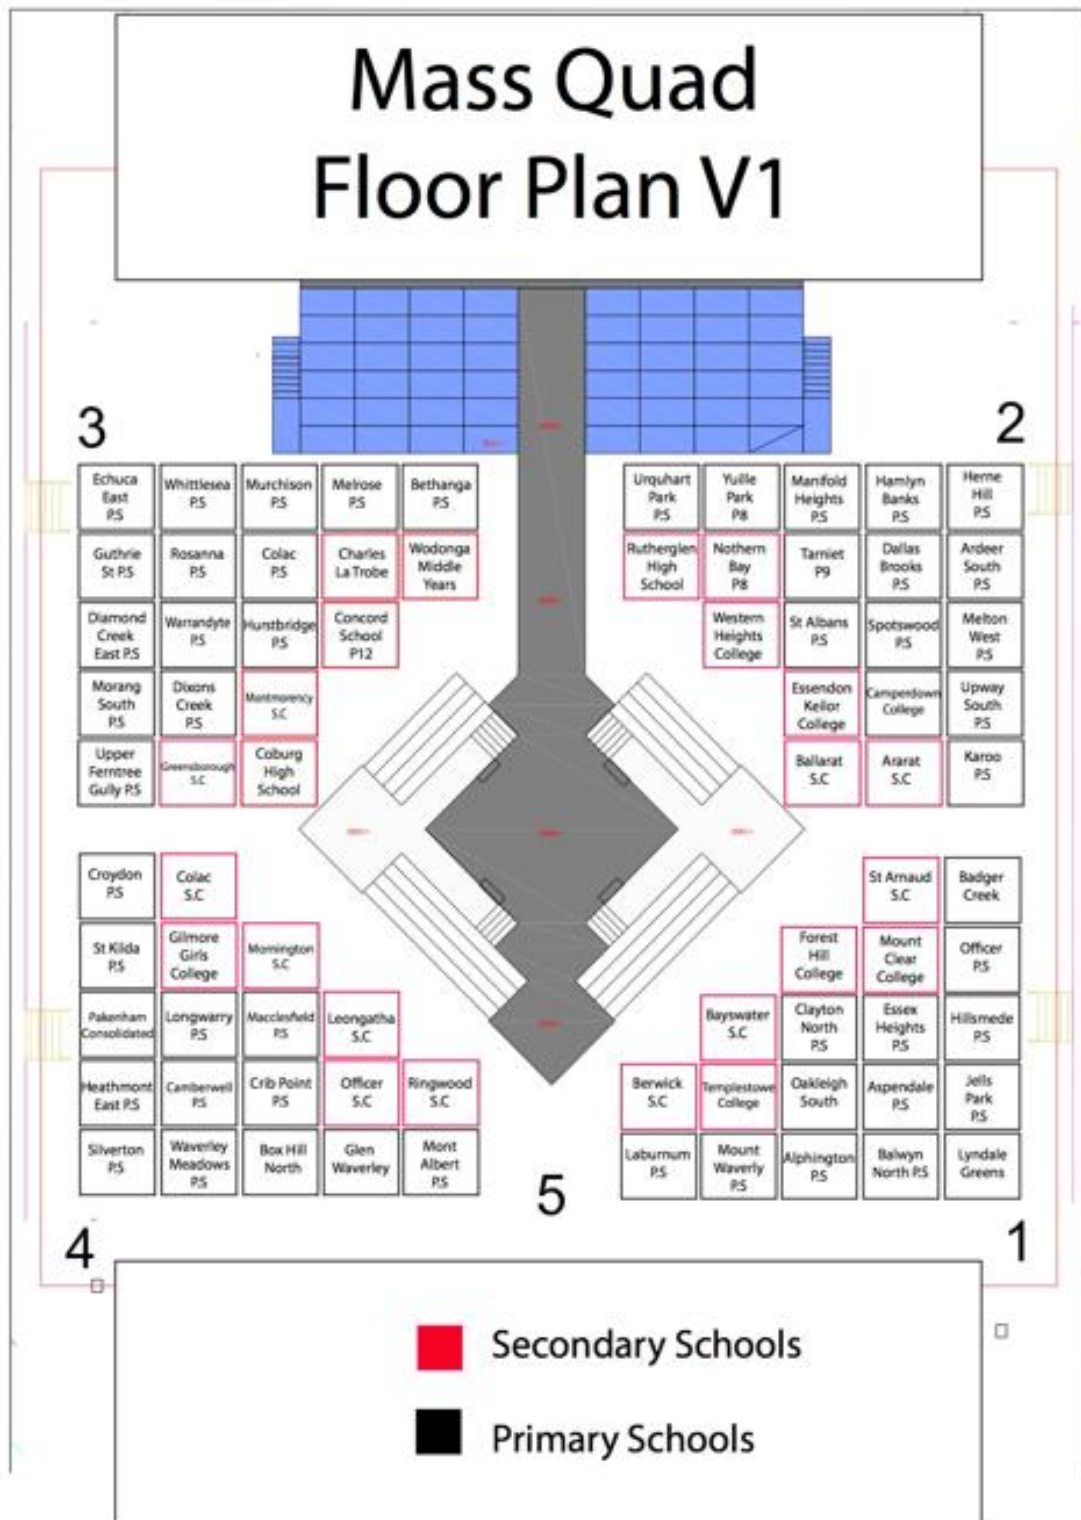 Mass Quad
Floor Plan V1
3
2
Echuca
East
P.S
Whittlesea
P.S
Murchison
P.S
Melrose
P.S
Bethanga
P.S
Urquhart
Park
P.S
Yuille
Park
P8
Manifold
Heights
P.S
Hamlyn
Banks
P.S
Herne
Hill
P.S
Guthrie
St P.S
Rosanna
P.S
Colac
P.S
Charles
La Trobe
Wodonga
Middle
Years
Rutherglen
High
School
Nothern
Bay
P8
Tarniet
P9
Dallas
Brooks
P.S
Ardeer
South
P.S
Diamond
Creek
East P.S
Warrandyte
P.S
Hurstbridge
P.S
Concord
School
P12
Western
Heights
College
St Albans
P.S
Spotswood
P.S
Melton
West
P.S
Morang
South
P.S
Dixons
Creek
P.S
Montmorency
S.C
Essendon
Keilor
College
Camperdown
College
Upway
South
P.S
Upper
Ferntree
Gully P.S
Greensborough
S.C
Coburg
High
School
Ballarat
S.C
Ararat
S.C
Karoo
P.S
Croydon
P.S
Colac
S.C
St Arnaud
S.C
Badger
Creek
St Kilda
P.S
Gilmore
Girls
College
Mornington
S.C
Forest
Hill
College
Mount
Clear
College
Officer
P.S
Pakenham
Consolidated
Longwarry
P.S
Macclesfield
P.S
Leongatha
S.C
Bayswater
S.C
Clayton
North
P.S
Essex
Heights
P.S
Hillsmede
P.S
Heathmont
East P.S
Camberwell
P.S
Crib Point
P.S
Officer
S.C
Ringwood
S.C
Berwick
S.C
Templestowe
College
Oakleigh
South
Aspendale
P.S
Jells
Park
P.S
Silverton
P.S
Waverley
Meadows
P.S
Box Hill
North
Glen
Waverley
Mont
Albert
P.S
Laburnum
P.S
Mount
Waverly
P.S
Alphington
P.S
Balwyn
North P.S
Lyndale
Greens
5
4
1
Secondary Schools
Primary Schools